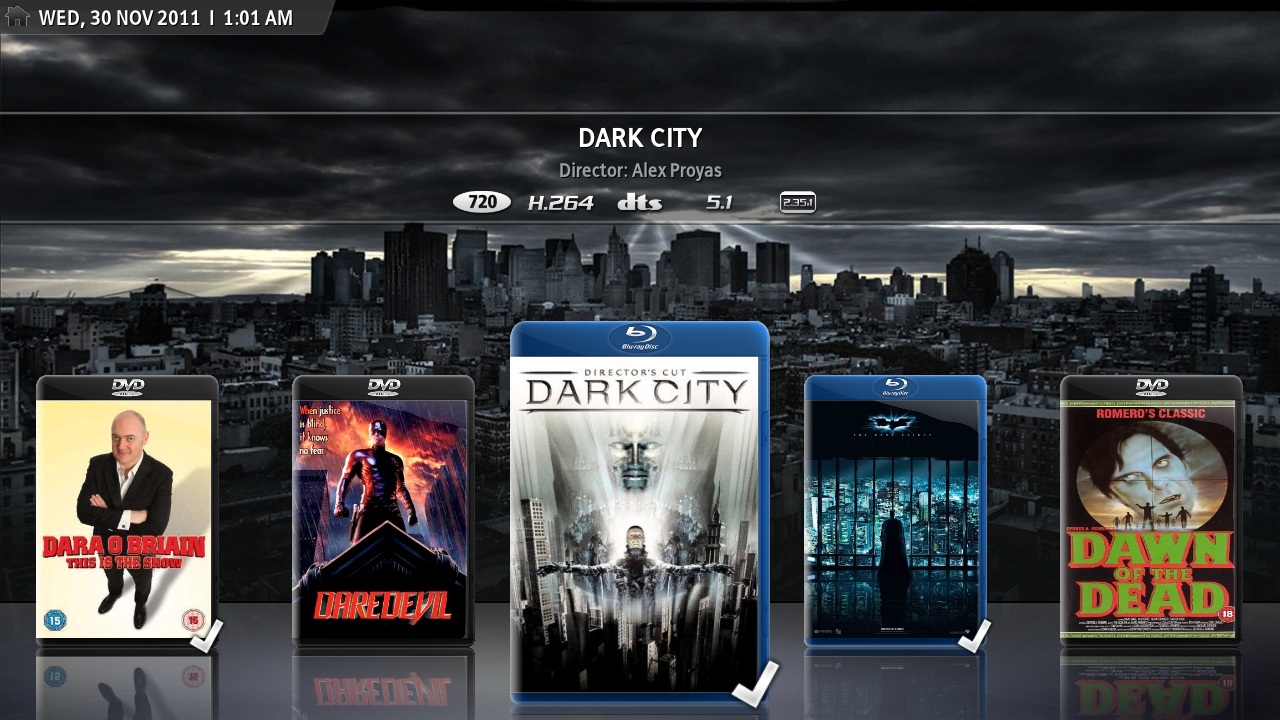 WED, 30 NOV 2011 | 1:01 AM
DARK CITY
Director: Alex Proyas
720 H.264 dts 5.1 2.35:1
DVD
DARA O BRIAIN
THIS IS THE SHOW
15
15
DVD
When justice
is blind,
it knows
no fear.
DAREDEVIL
Blu-ray Disc
DIRECTOR'S CUT
DARK CITY
Blu-ray Disc
THE DARK KNIGHT
DVD
ROMERO'S CLASSIC
DAWN
OF THE
DEAD
18